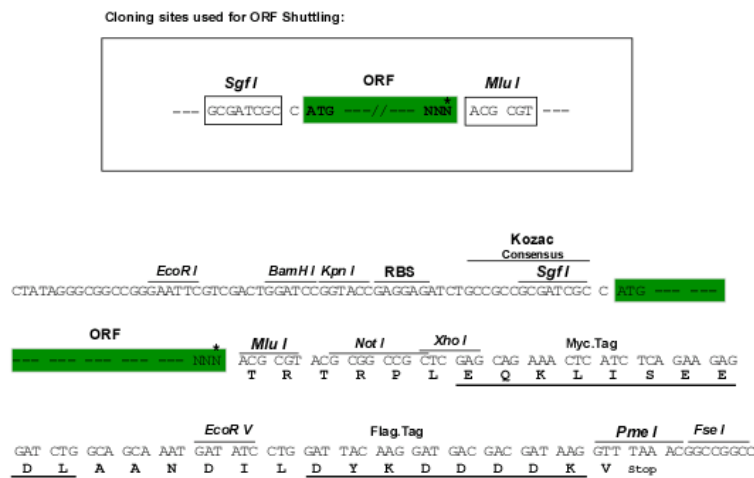 Cloning sites used for ORF Shuttling:
Sgf I ORF Mlu I
--- GCGATCGC C ATG ---//--- NNN* ACG CGT ---
Kozac
Consensus
EcoR I BamH I Kpn I RBS Sgf I
CTATAGGGCGGCCGGGAATTCGTCGACTGGATCCGGTACCGAGGAGATCTGCCGCCGCGATCGC C ATG --- ---
ORF Mlu I Not I Xho I Myc.Tag
--- --- --- --- --- --- NNN* ACG CGT ACG CGG CCG CTC GAG CAG AAA CTC ATC TCA GAA GAG
T R T R P L E Q K L I S E E
EcoR V Flag.Tag Pme I Fse I
GAT CTG GCA GCA AAT GAT ATC CTG GAT TAC AAG GAT GAC GAC GAT AAG GTT TAA ACGGCCGGCC
D L A A N D I L D Y K D D D D K V Stop